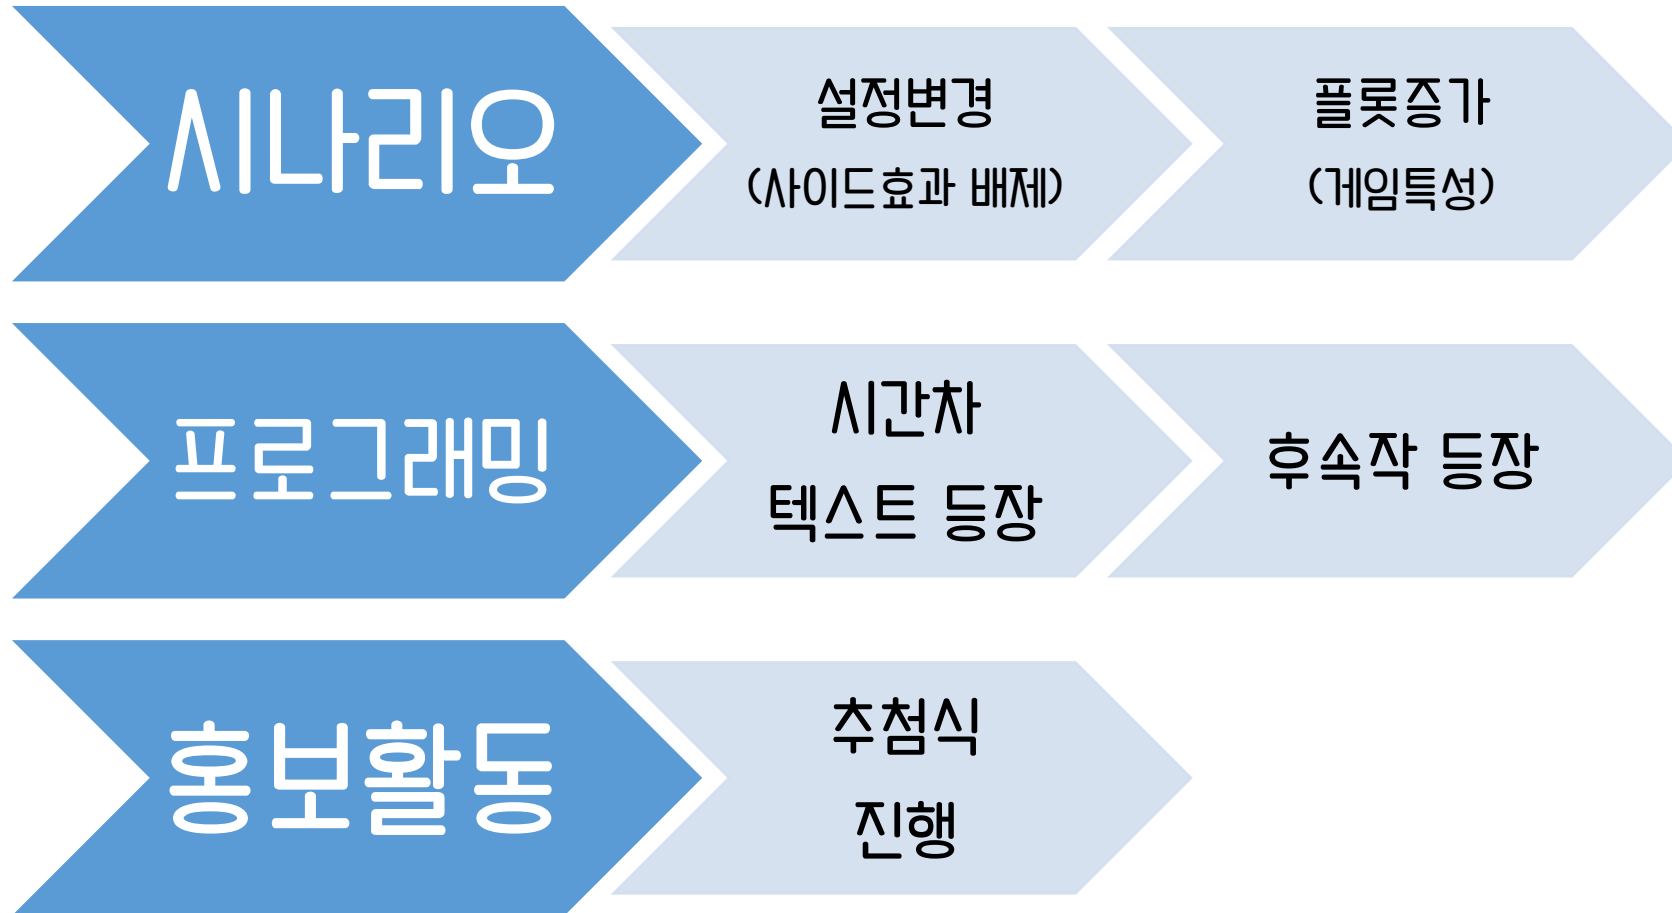 시나리오
설정변경
(사이드효과 배제)
플롯증가
(게임특성)
프로그래밍
시간차
텍스트 등장
후속작 등장
홍보활동
추첨식
진행